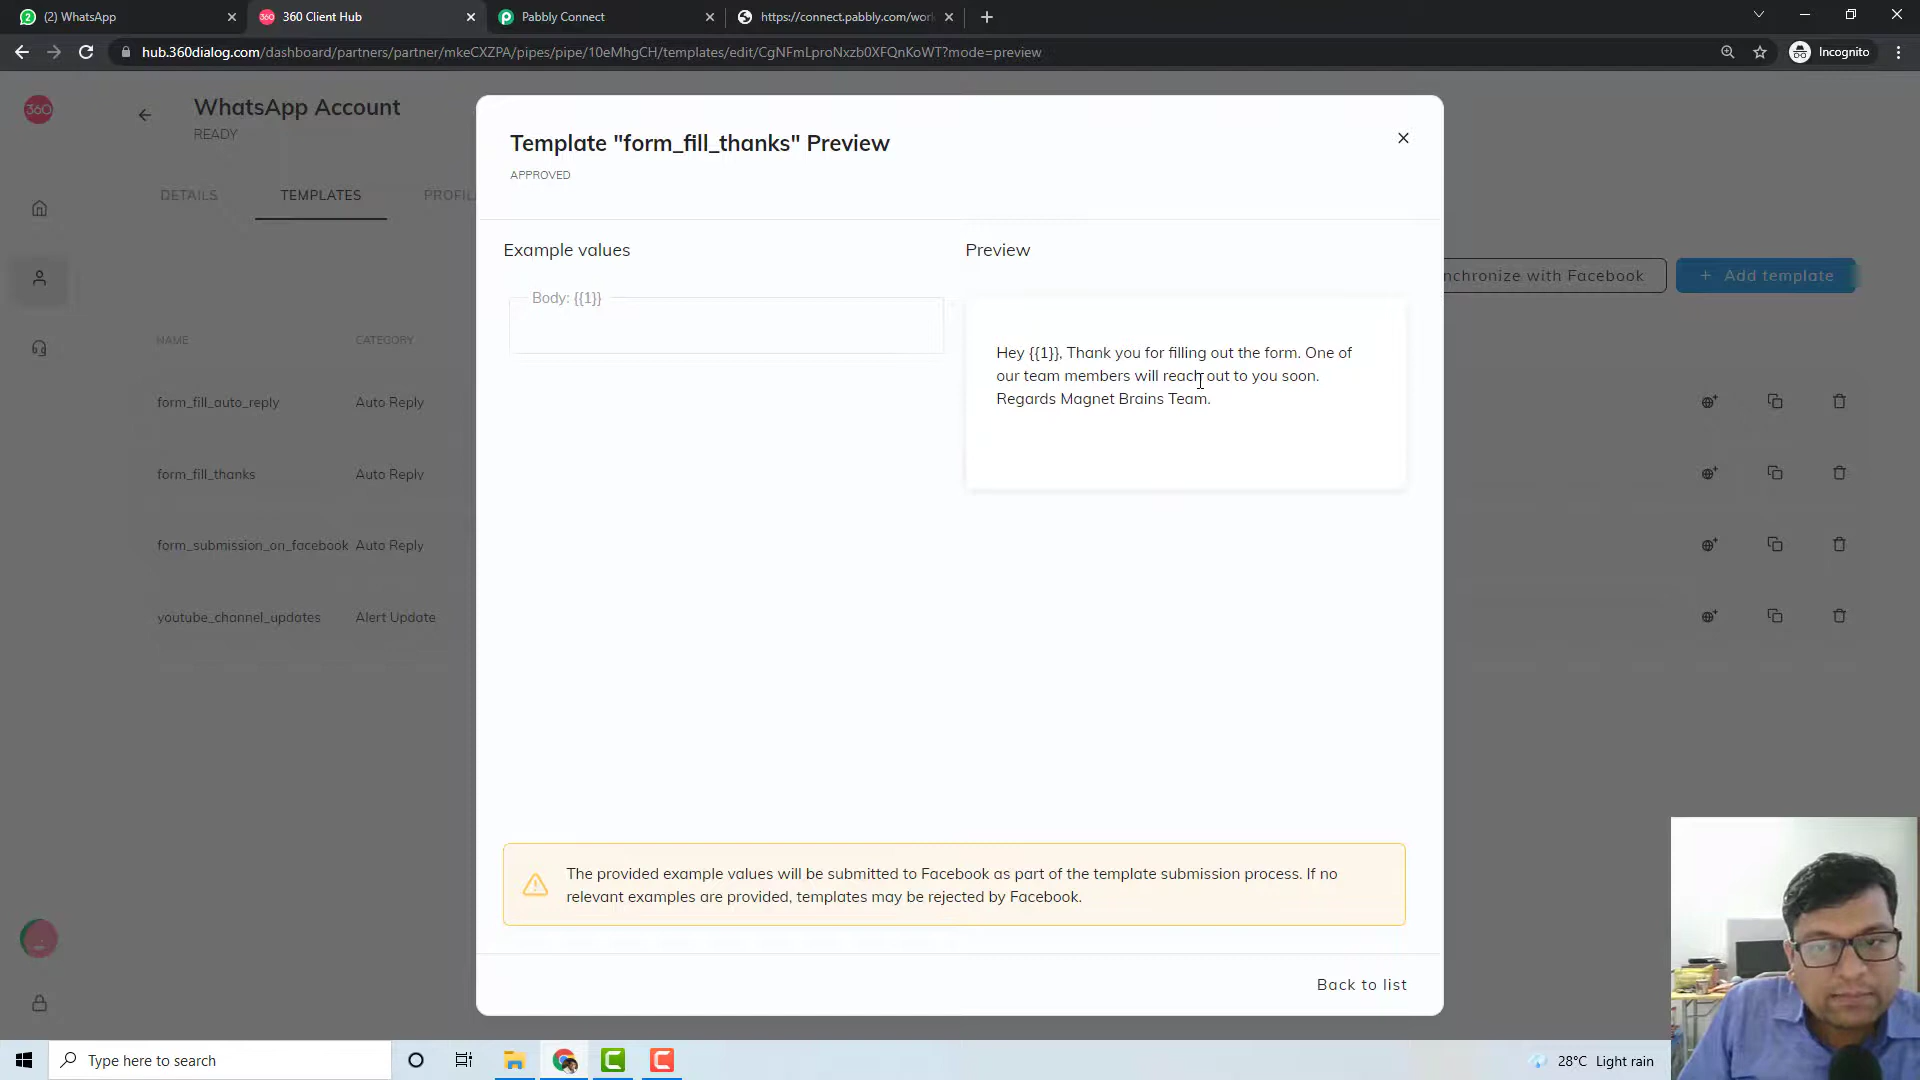 (2) WhatsApp
360 Client Hub
Pabbly Connect
https://connect.pabbly.com/work
hub.360dialog.com/dashboard/partners/partner/mkeCXZPA/pipes/pipe/10eMhgCH/templates/edit/CgNFmLproNxzb0XFQnKoWT?mode=preview
Incognito
360
WhatsApp Account
READY
DETAILS
TEMPLATES
PROFIL
Template "form_fill_thanks" Preview
APPROVED
Example values
Preview
nchronize with Facebook
+ Add template
Body: {{1}}
NAME
CATEGORY
Hey {{1}}, Thank you for filling out the form. One of
our team members will reach out to you soon.
Regards Magnet Brains Team.
form_fill_auto_reply
Auto Reply
form_fill_thanks
Auto Reply
form_submission_on_facebook
Auto Reply
youtube_channel_updates
Alert Update
The provided example values will be submitted to Facebook as part of the template submission process. If no
relevant examples are provided, templates may be rejected by Facebook.
Back to list
Type here to search
28°C Light rain